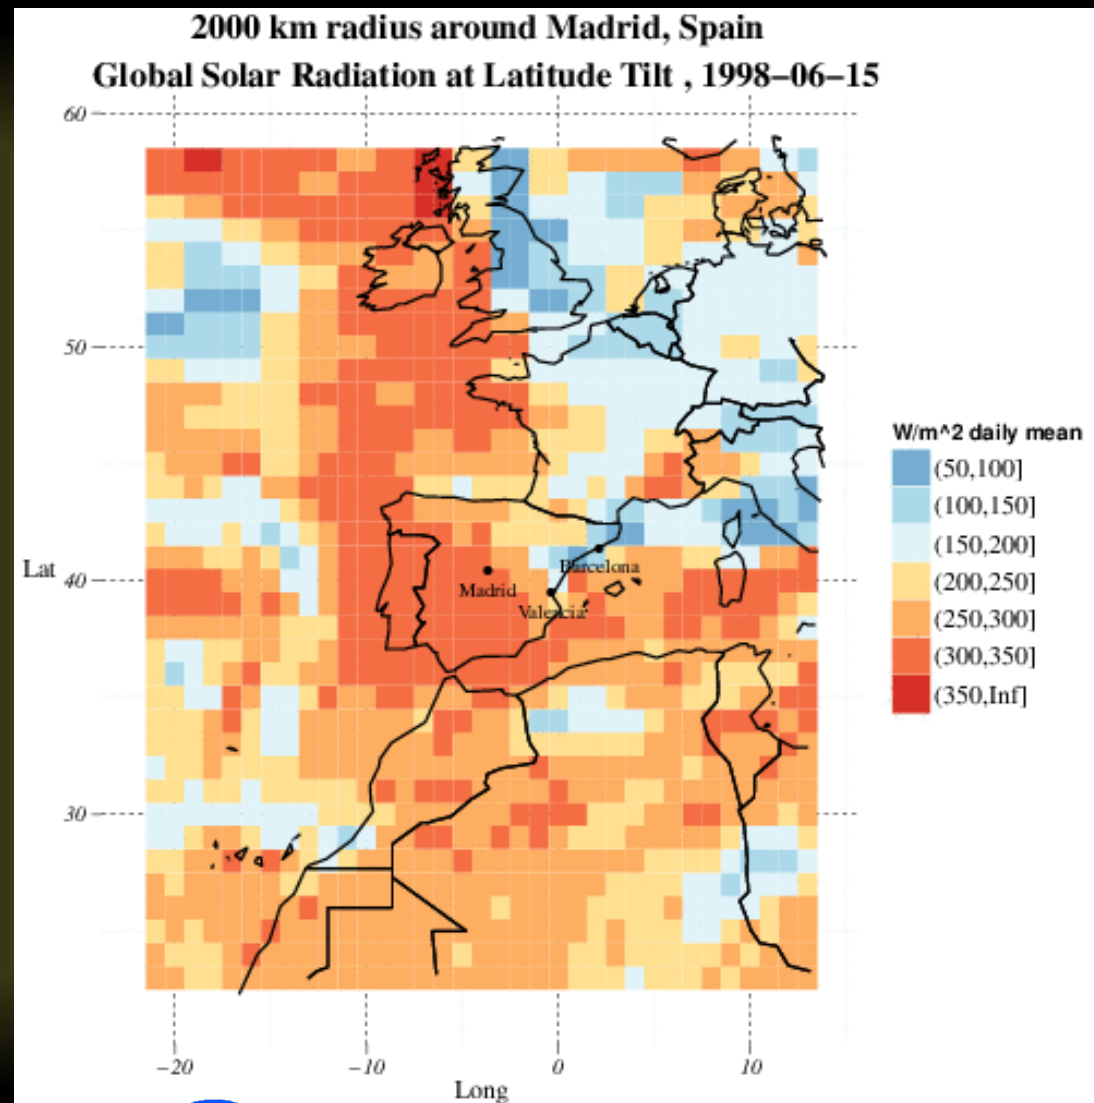 2000 km radius around Madrid, Spain
Global Solar Radiation at Latitude Tilt , 1998−06−15
60
50
40
30
Lat
Barcelona
Madrid
Valencia
−20
−10
0
10
Long
W/m^2 daily mean
(50,100]
(100,150]
(150,200]
(200,250]
(250,300]
(300,350]
(350,Inf]